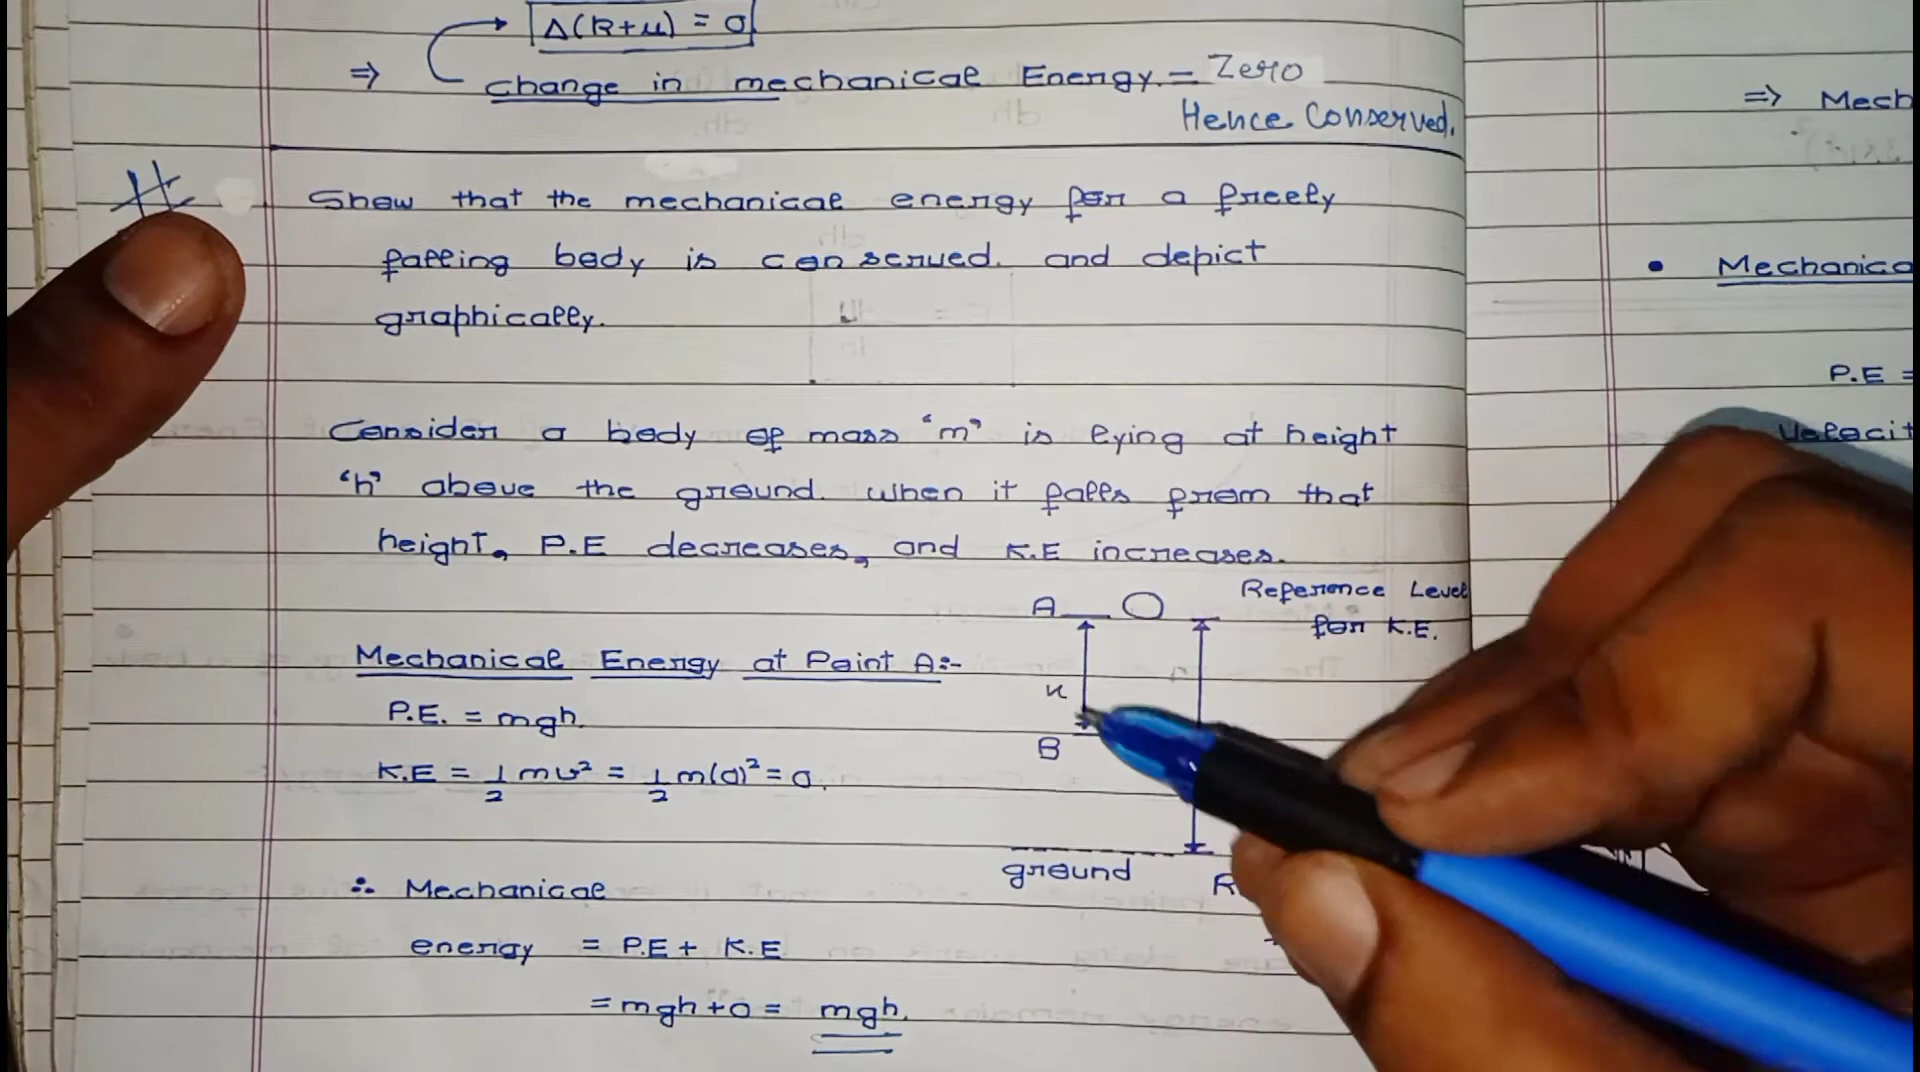 Δ(K+u) = 0
⇒ change in mechanical Energy = Zero
Hence Conserved.
⇒ Mech
# Show that the mechanical energy for a freely
falling body is conserved. and depict
graphically.
• Mechanica
P.E =
Velocit
Consider a body of mass 'm' is lying at height
'h' above the ground. when it falls from that
height, P.E decreases, and K.E increases.
A Reference Level
for K.E.
Mechanical Energy at Point A:-
x
P.E. = mgh.
B
K.E = 1/2 mv² = 1/2 m(0)² = 0.
ground R
∴ Mechanical
energy = P.E + K.E
= mgh + 0 = mgh.